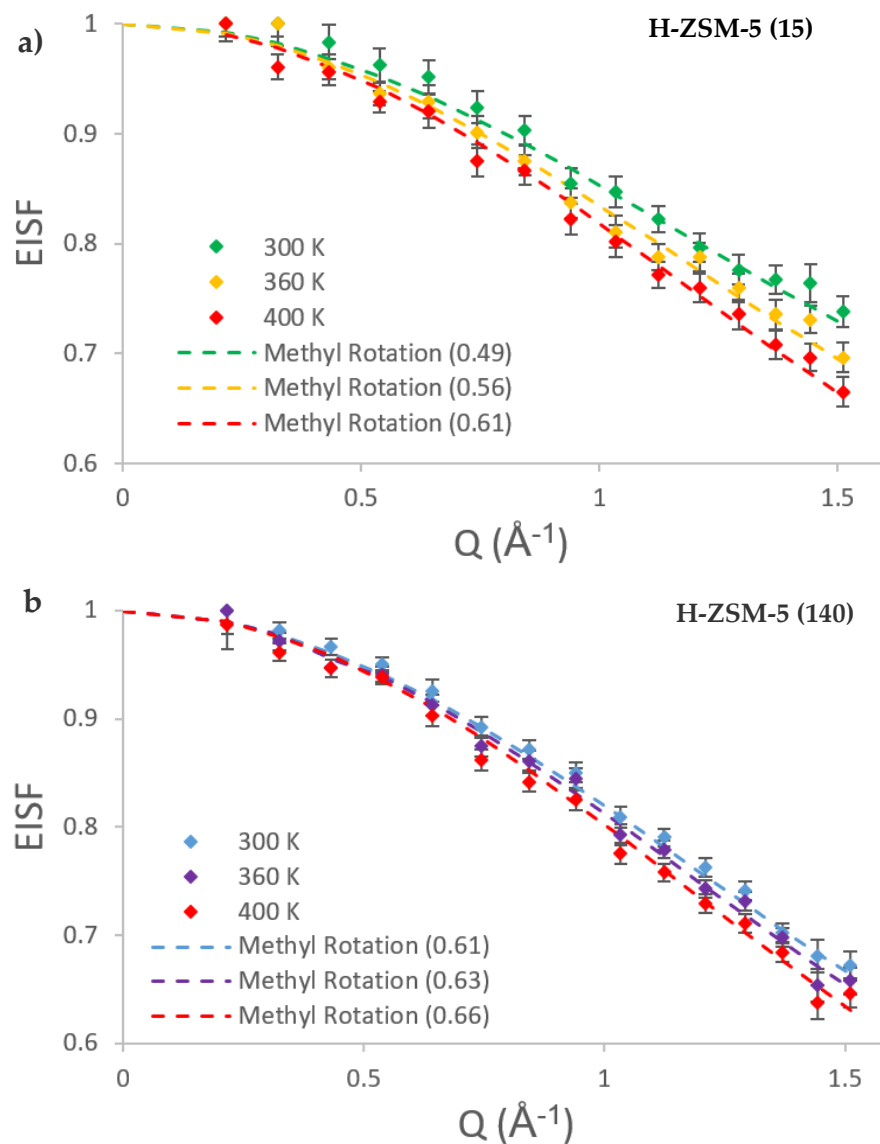 a)
H-ZSM-5 (15)
1
0.9
0.8
0.7
0.6
EISF
300 K
360 K
400 K
Methyl Rotation (0.49)
Methyl Rotation (0.56)
Methyl Rotation (0.61)
0 0.5 1 1.5
Q (Å⁻¹)
b
H-ZSM-5 (140)
1
0.9
0.8
0.7
0.6
EISF
300 K
360 K
400 K
Methyl Rotation (0.61)
Methyl Rotation (0.63)
Methyl Rotation (0.66)
0 0.5 1 1.5
Q (Å⁻¹)